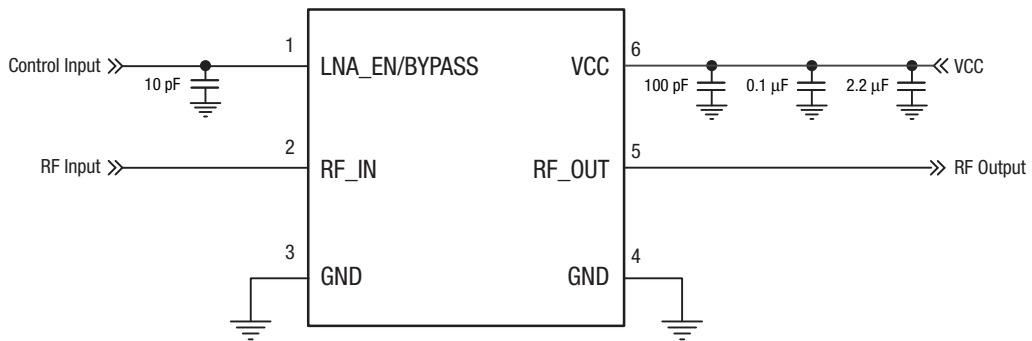 1
6
Control Input
LNA_EN/BYPASS
VCC
VCC
10 pF
100 pF
0.1 μF
2.2 μF
2
5
RF Input
RF_IN
RF_OUT
RF Output
3
4
GND
GND